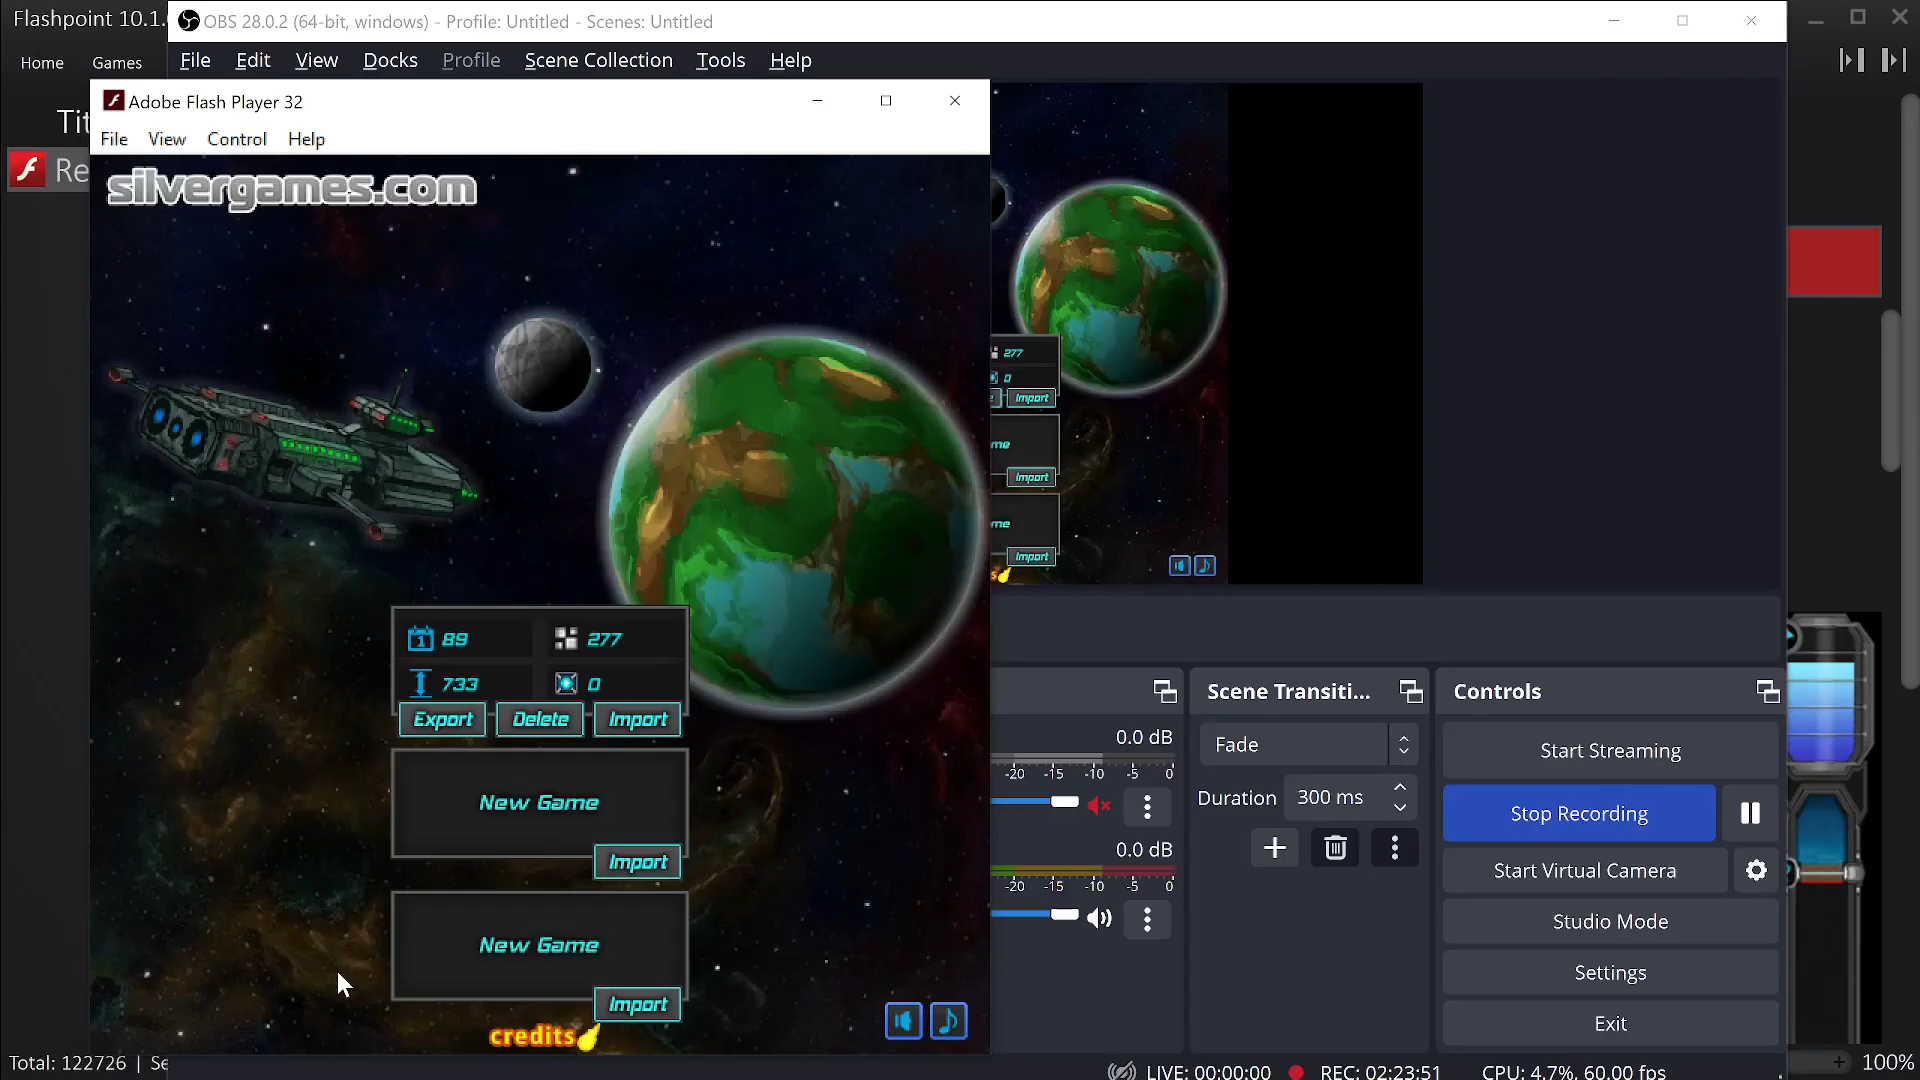 Flashpoint 10.1.
OBS 28.0.2 (64-bit, windows) - Profile: Untitled - Scenes: Untitled
Home Games
File Edit View Docks Profile Scene Collection Tools Help
Adobe Flash Player 32
Tit
File View Control Help
Re
silvergames.com
277
0
Import
me
Import
me
Import
89 277
733 0
Export Delete Import
New Game
Import
New Game
Import
credits
Scene Transiti... Controls
0.0 dB
-20 -15 -10 -5 0
Fade
Duration 300 ms
0.0 dB
-20 -15 -10 -5 0
Start Streaming
Stop Recording
Start Virtual Camera
Studio Mode
Settings
Exit
Total: 122726 | Se
LIVE: 00:00:00 REC: 02:23:51 CPU: 4.7%, 60.00 fps
100%